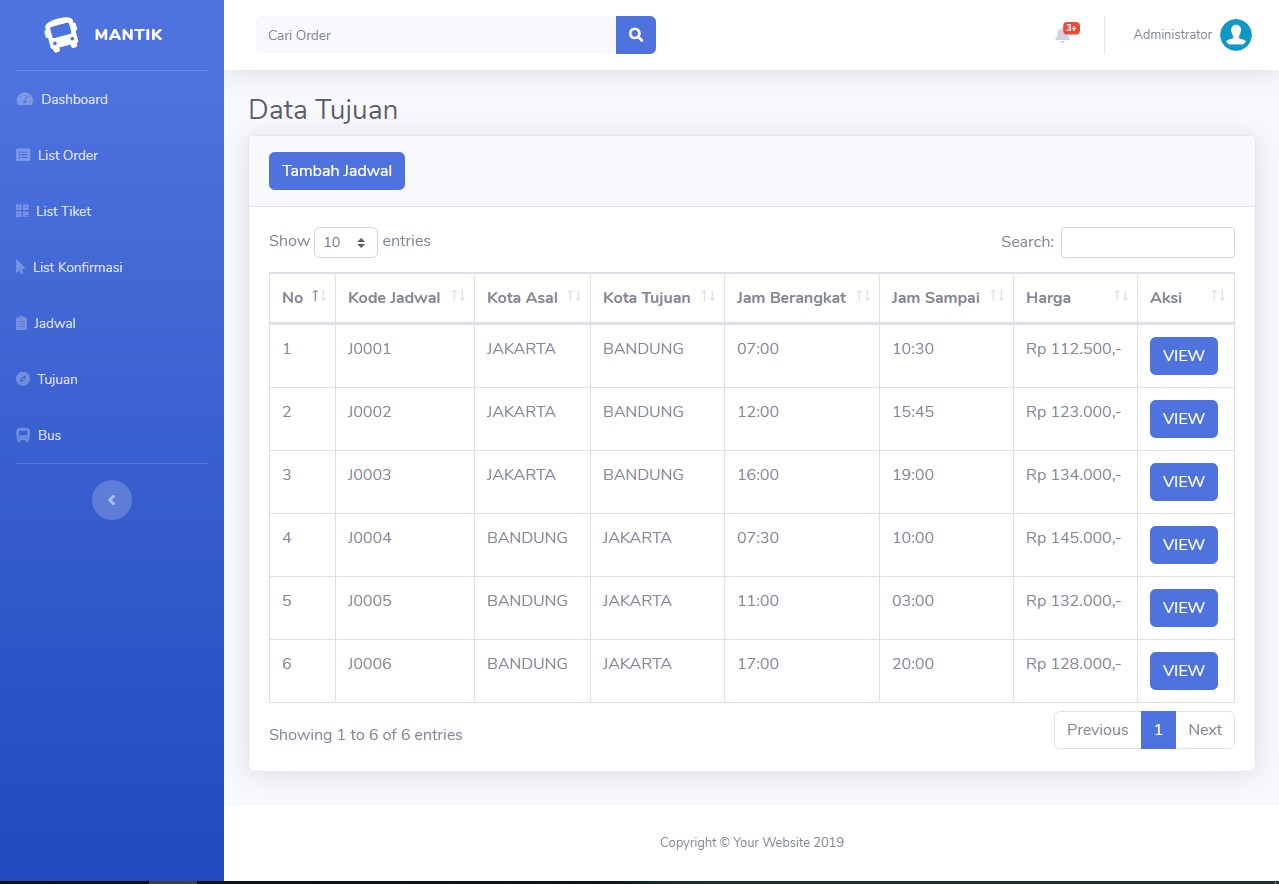 MANTIK
Cari Order
3+
Administrator
Dashboard
List Order
List Tiket
List Konfirmasi
Jadwal
Tujuan
Bus
Data Tujuan
Tambah Jadwal
Show 10 entries
Search:
No Kode Jadwal Kota Asal Kota Tujuan Jam Berangkat Jam Sampai Harga Aksi
1 J0001 JAKARTA BANDUNG 07:00 10:30 Rp 112.500,- VIEW
2 J0002 JAKARTA BANDUNG 12:00 15:45 Rp 123.000,- VIEW
3 J0003 JAKARTA BANDUNG 16:00 19:00 Rp 134.000,- VIEW
4 J0004 BANDUNG JAKARTA 07:30 10:00 Rp 145.000,- VIEW
5 J0005 BANDUNG JAKARTA 11:00 03:00 Rp 132.000,- VIEW
6 J0006 BANDUNG JAKARTA 17:00 20:00 Rp 128.000,- VIEW
Showing 1 to 6 of 6 entries
Previous 1 Next
Copyright © Your Website 2019